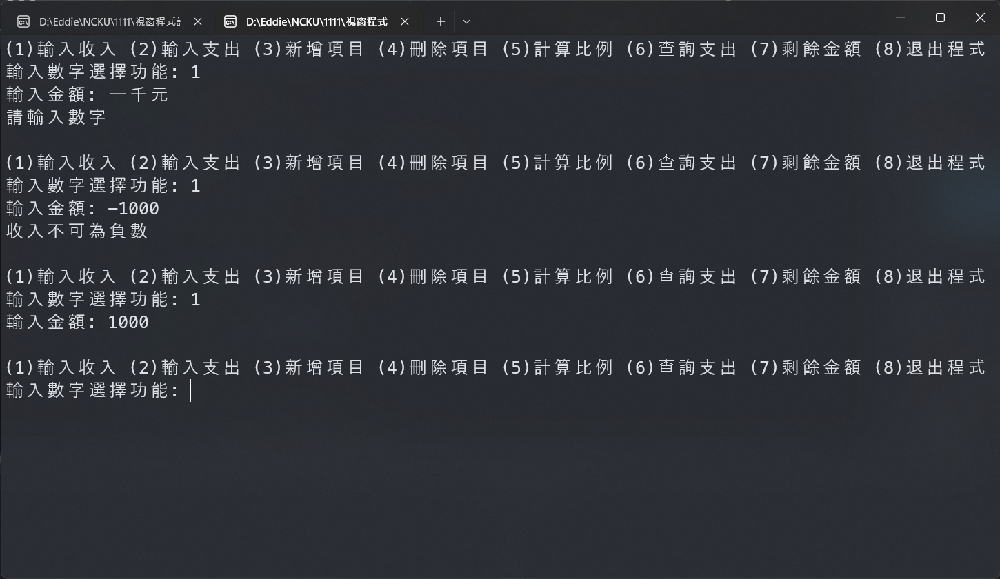 D:\Eddie\NCKU\1111\視窗程式
D:\Eddie\NCKU\1111\視窗程式
(1)輸入收入 (2)輸入支出 (3)新增項目 (4)刪除項目 (5)計算比例 (6)查詢支出 (7)剩餘金額 (8)退出程式
輸入數字選擇功能: 1
輸入金額: 一千元
請輸入數字
(1)輸入收入 (2)輸入支出 (3)新增項目 (4)刪除項目 (5)計算比例 (6)查詢支出 (7)剩餘金額 (8)退出程式
輸入數字選擇功能: 1
輸入金額: -1000
收入不可為負數
(1)輸入收入 (2)輸入支出 (3)新增項目 (4)刪除項目 (5)計算比例 (6)查詢支出 (7)剩餘金額 (8)退出程式
輸入數字選擇功能: 1
輸入金額: 1000
(1)輸入收入 (2)輸入支出 (3)新增項目 (4)刪除項目 (5)計算比例 (6)查詢支出 (7)剩餘金額 (8)退出程式
輸入數字選擇功能: